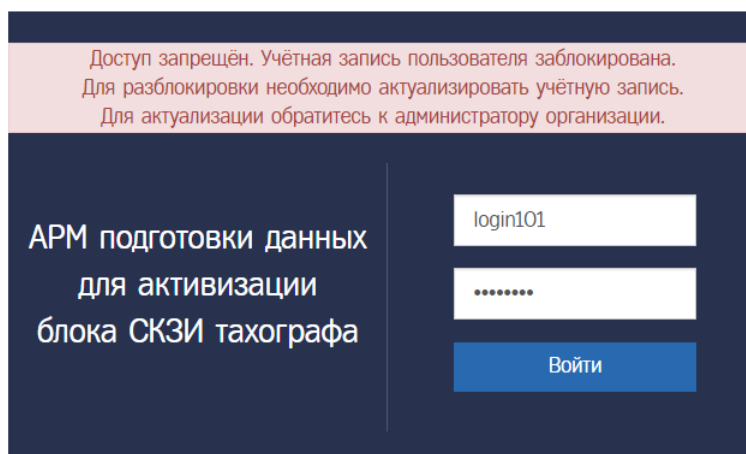 Доступ запрещён. Учётная запись пользователя заблокирована.
Для разблокировки необходимо актуализировать учётную запись.
Для актуализации обратитесь к администратору организации.
АРМ подготовки данных
для активизации
блока СКЗИ тахографа
login101
••••••••
Войти